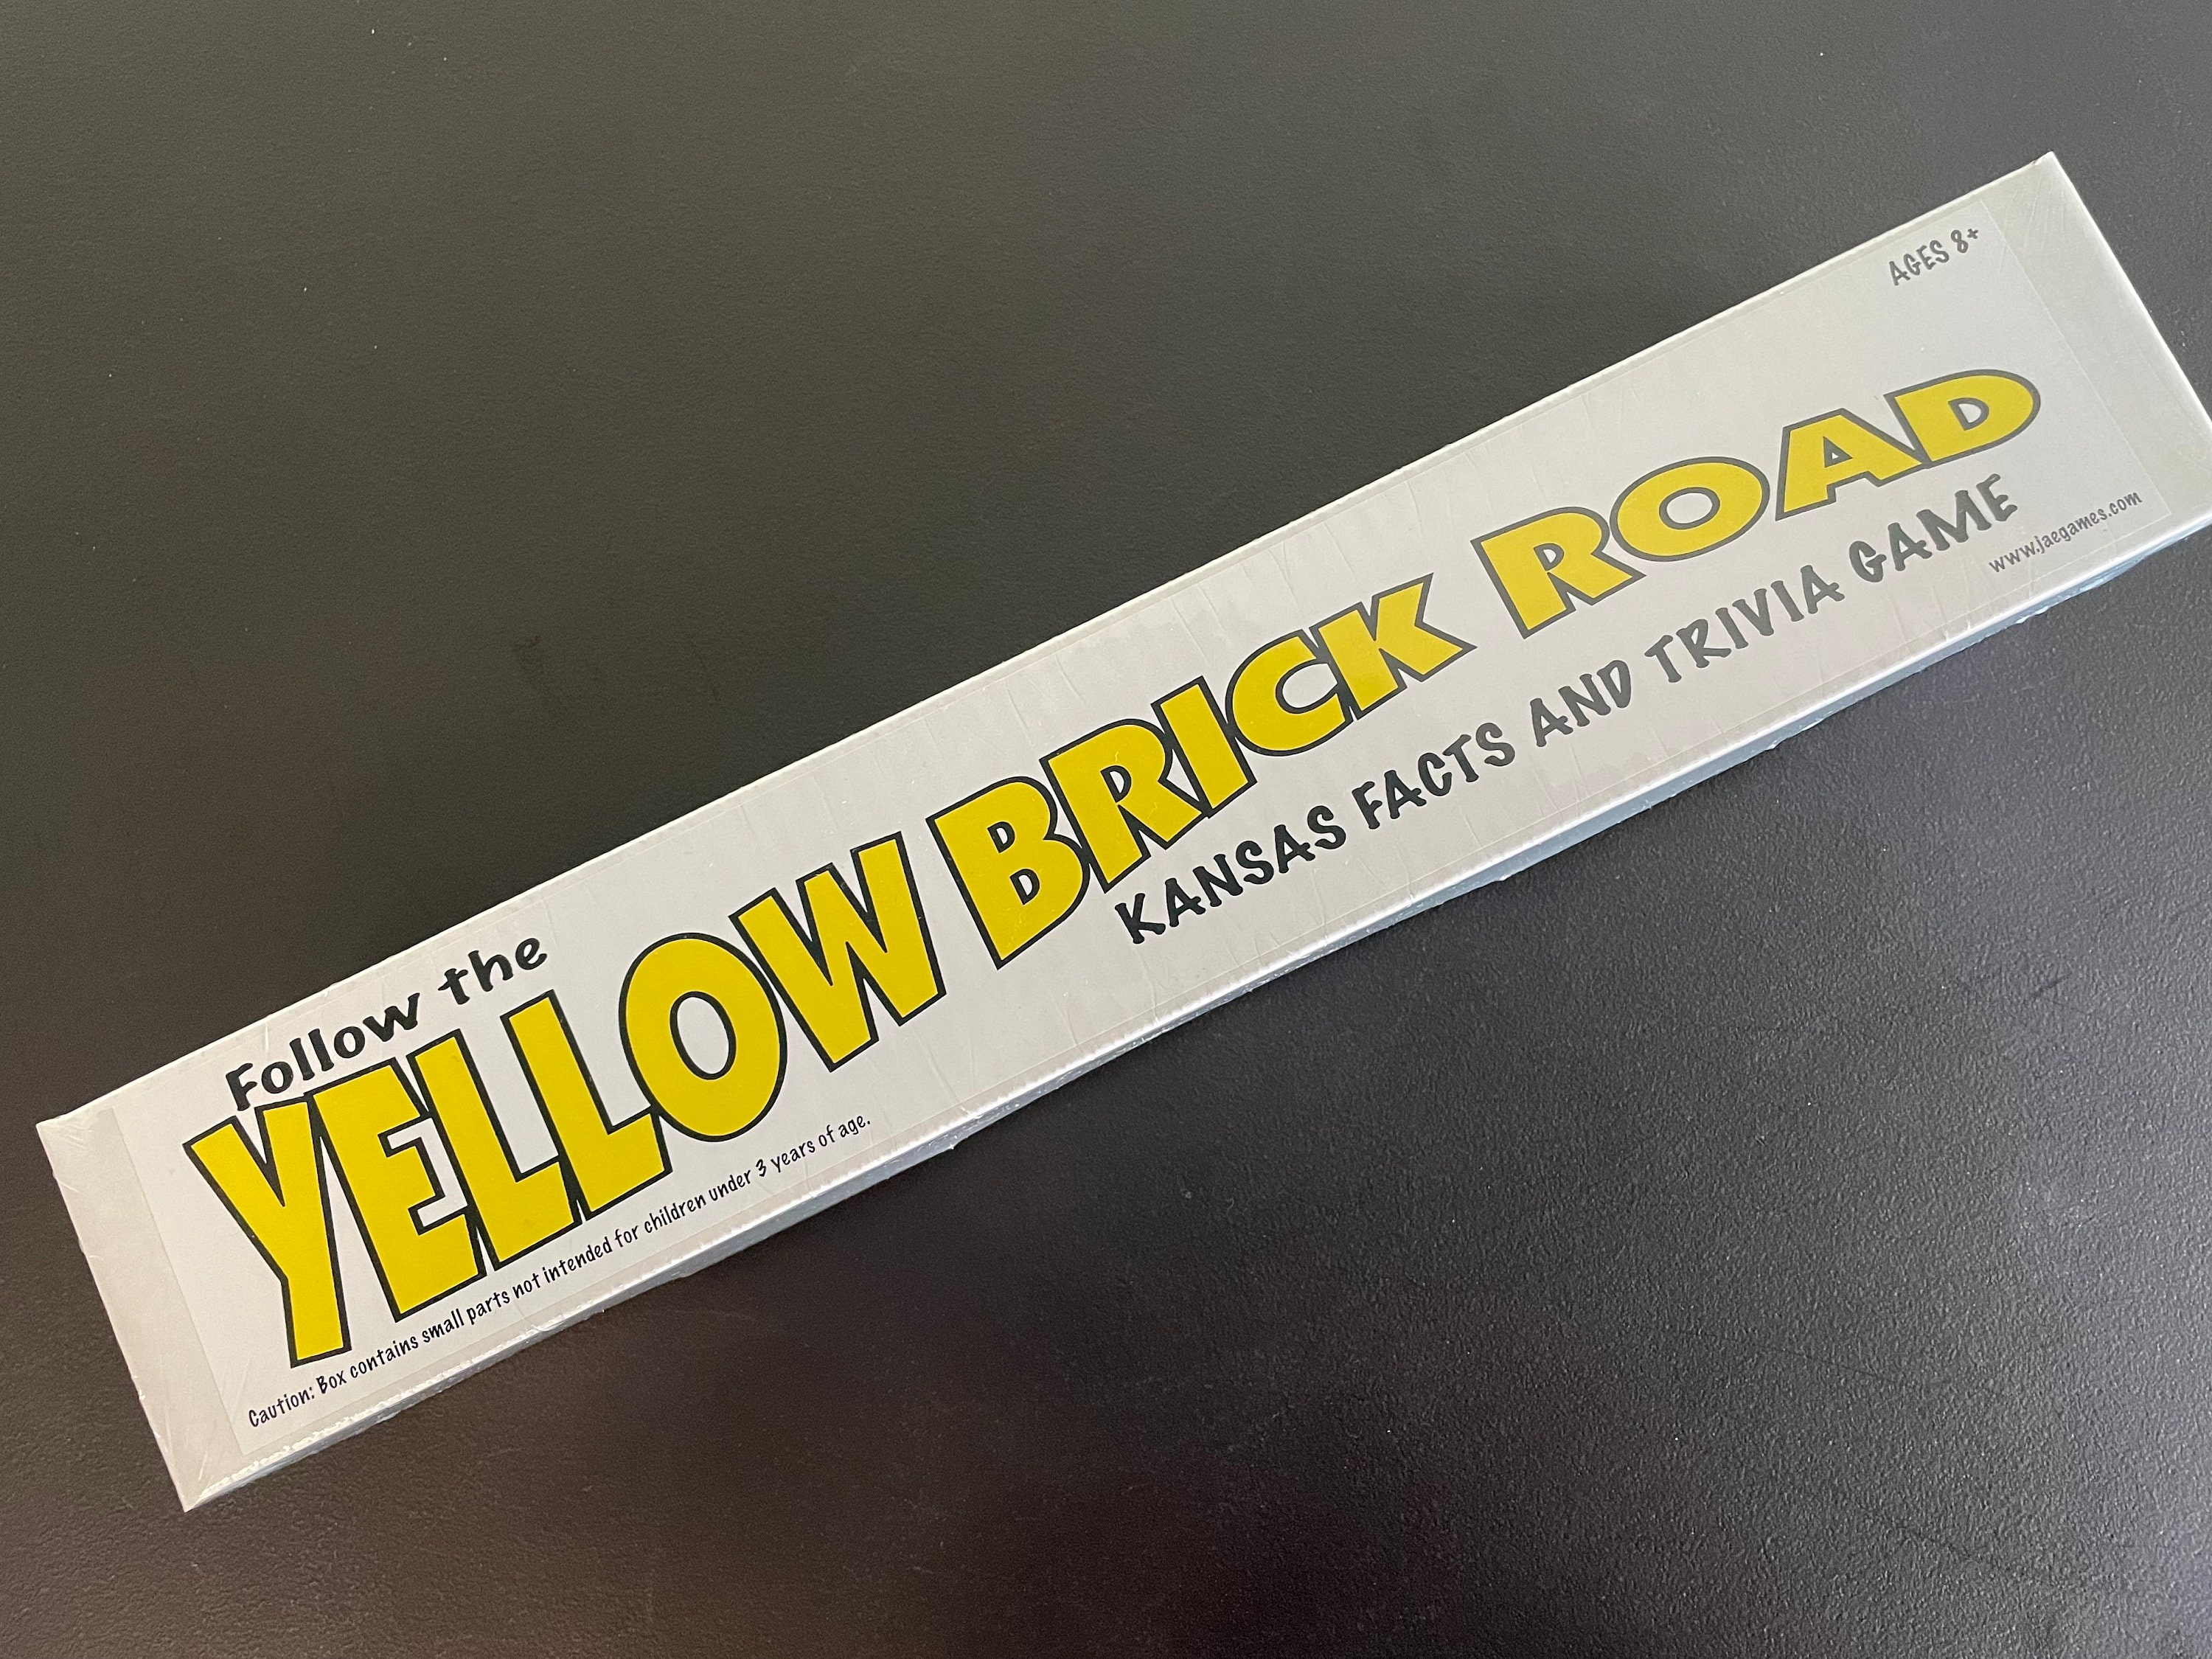 AGES 8+
Follow the
YELLOW BRICK ROAD
KANSAS FACTS AND TRIVIA GAME
www.jaegames.com
Caution: Box contains small parts not intended for children under 3 years of age.